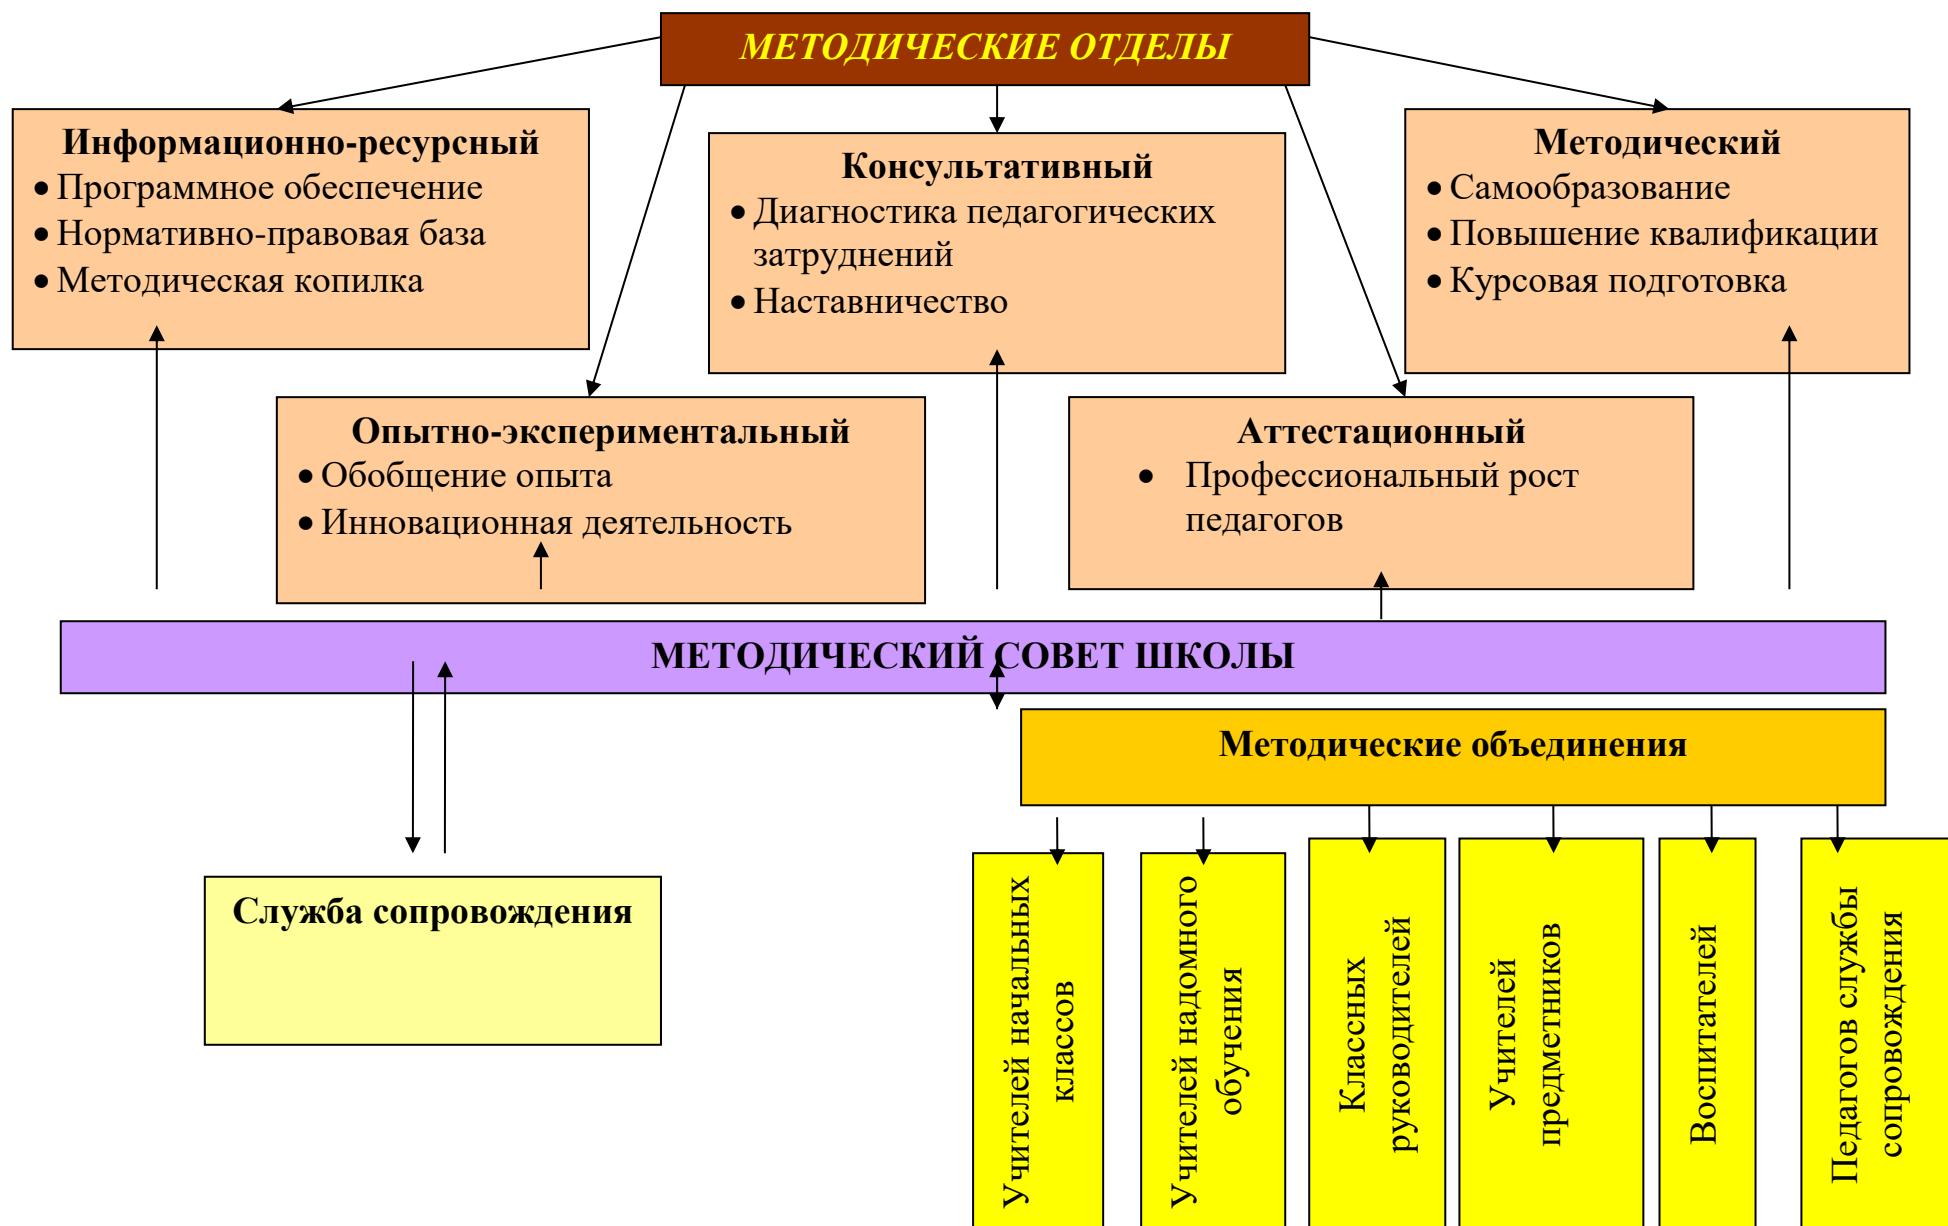 МЕТОДИЧЕСКИЕ ОТДЕЛЫ
Информационно-ресурсный
• Программное обеспечение
• Нормативно-правовая база
• Методическая копилка
Консультативный
• Диагностика педагогических
затруднений
• Наставничество
Методический
• Самообразование
• Повышение квалификации
• Курсовая подготовка
Опытно-экспериментальный
• Обобщение опыта
• Инновационная деятельность
Аттестационный
• Профессиональный рост
педагогов
МЕТОДИЧЕСКИЙ СОВЕТ ШКОЛЫ
Методические объединения
Служба сопровождения
Учителей начальных
классов
Учителей надомного
обучения
Классных
руководителей
Учителей
предметников
Воспитателей
Педагогов службы
сопровождения